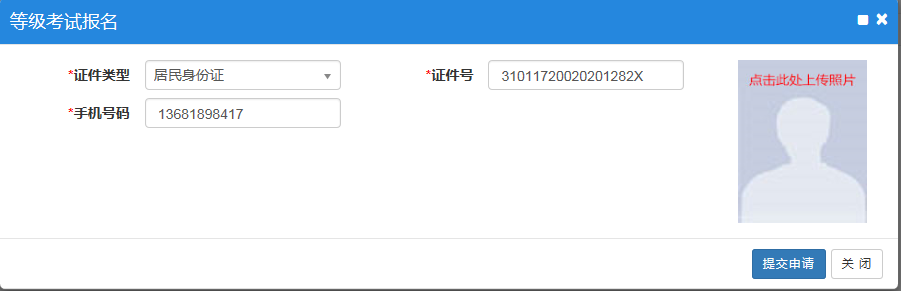 等级考试报名
*证件类型 居民身份证 *证件号 31011720020201282X
点击此处上传照片
*手机号码 13681898417
提交申请 关 闭